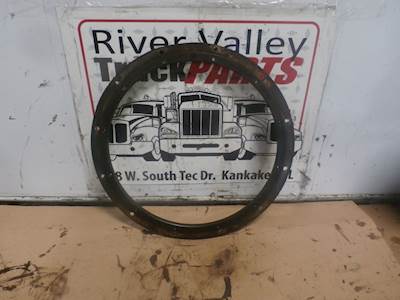 River Valley
Truck PARTS
8 W. South Tec Dr. Kankakee